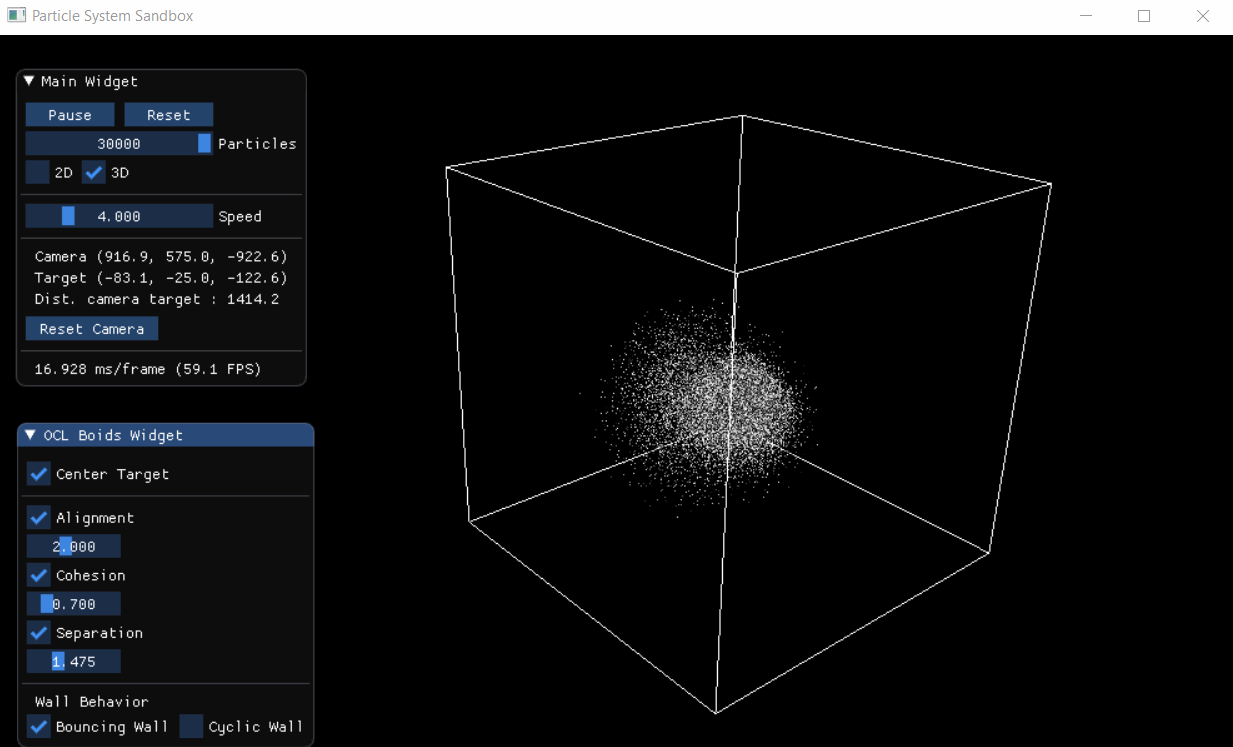 Particle System Sandbox
Main Widget
Pause Reset
30000 Particles
2D 3D
4.000 Speed
Camera (916.9, 575.0, -922.6)
Target (-83.1, -25.0, -122.6)
Dist. camera target : 1414.2
Reset Camera
16.928 ms/frame (59.1 FPS)
OCL Boids Widget
Center Target
Alignment
2.000
Cohesion
0.700
Separation
1.475
Wall Behavior
Bouncing Wall Cyclic Wall